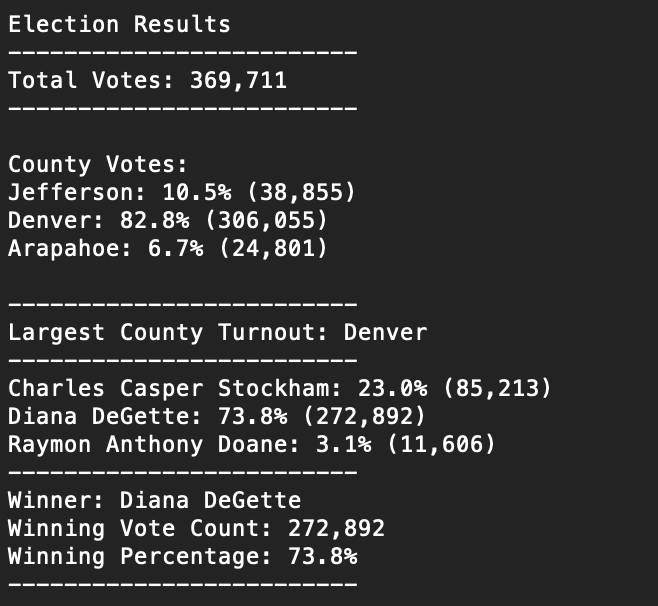 Election Results
-------------------------
Total Votes: 369,711
-------------------------

County Votes:
Jefferson: 10.5% (38,855)
Denver: 82.8% (306,055)
Arapahoe: 6.7% (24,801)

-------------------------
Largest County Turnout: Denver
-------------------------
Charles Casper Stockham: 23.0% (85,213)
Diana DeGette: 73.8% (272,892)
Raymon Anthony Doane: 3.1% (11,606)
-------------------------
Winner: Diana DeGette
Winning Vote Count: 272,892
Winning Percentage: 73.8%
-------------------------